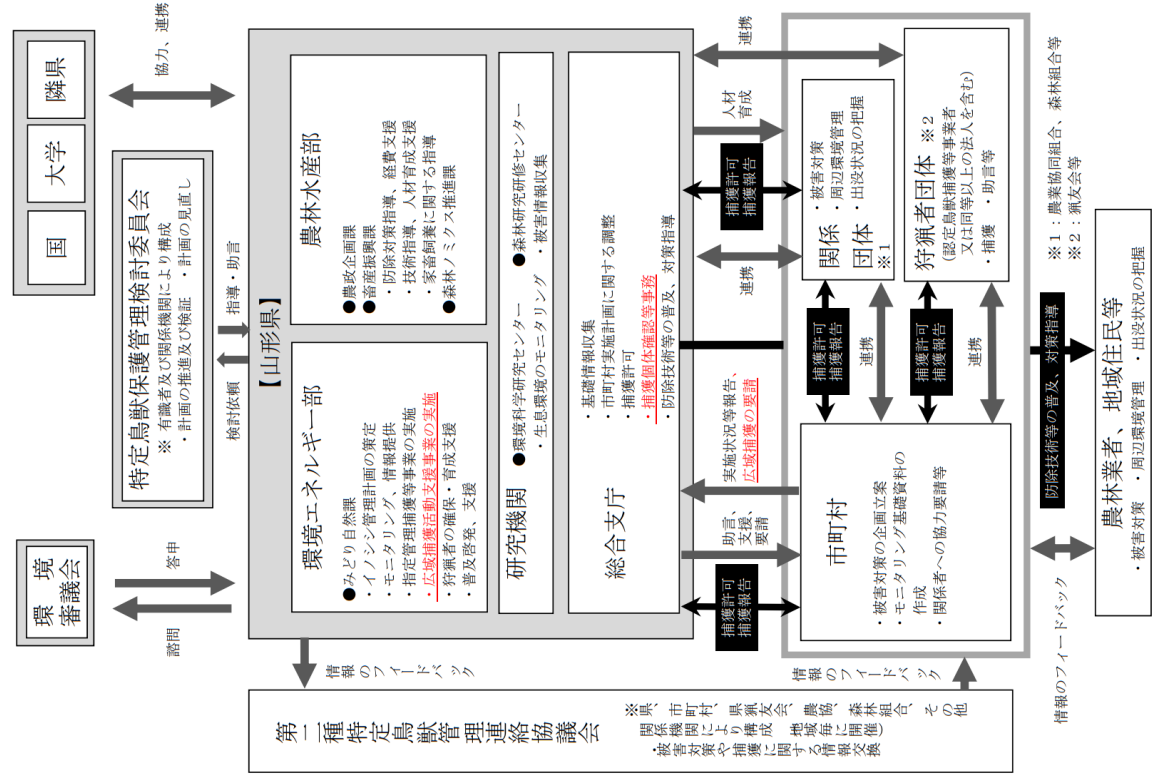 環境
審議会
諮問
答申
特定鳥獣保護管理検討委員会
※ 有識者及び関係機関により構成
・計画の推進及び検証 ・計画の見直し
検討依頼
指導・助言
国
大学
隣県
協力、連携
【山形県】
環境エネルギー部
●みどり自然課
・イノシシ管理計画の策定
・モニタリング、情報提供
・指定管理捕獲等事業の実施
・広域捕獲活動支援事業の実施
・狩猟者の確保・育成支援
・普及啓発、支援
農林水産部
●農政企画課
●畜産振興課
・防除対策指導、経費支援
・技術指導、人材育成支援
・家畜飼養に関する指導
●森林ノミクス推進課
研究機関
●環境科学研究センター ●森林研究研修センター
・生息環境のモニタリング ・被害情報収集
総合支庁
・基礎情報収集
・市町村実施計画に関する調整
・捕獲許可
・捕獲個体確認等事務
・防除技術等の普及、対策指導
捕獲許可
捕獲報告
助言、
支援、
要請
実施状況等報告、
広域捕獲の要請
連携
捕獲許可
捕獲報告
人材
育成
連携
市町村
・被害対策の企画立案
・モニタリング基礎資料の
作成
・関係者への協力要請等
捕獲許可
捕獲報告
連携
捕獲許可
捕獲報告
連携
関係
団体
※1
・被害対策
・周辺環境管理
・出没状況の把握
狩猟者団体 ※2
(認定鳥獣捕獲等事業者
又は同等以上の法人を含む)
・捕獲 ・助言等
※1：農業協同組合、森林組合等
※2：猟友会等
情報のフィードバック
防除技術等の普及、対策指導
農林業者、地域住民等
・被害対策 ・周辺環境管理 ・出没状況の把握
情報
のフィードバ
ック
情報
のフィードバ
ック
第二種特定鳥獣管理連絡協議会
※県、市町村、県猟友会、農協、森林組合、その他
関係機関により構成 地域毎に開催)
・被害対策や捕獲に関する情報交換